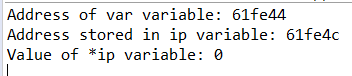 Address of var variable: 61fe44
Address stored in ip variable: 61fe4c
Value of *ip variable: 0